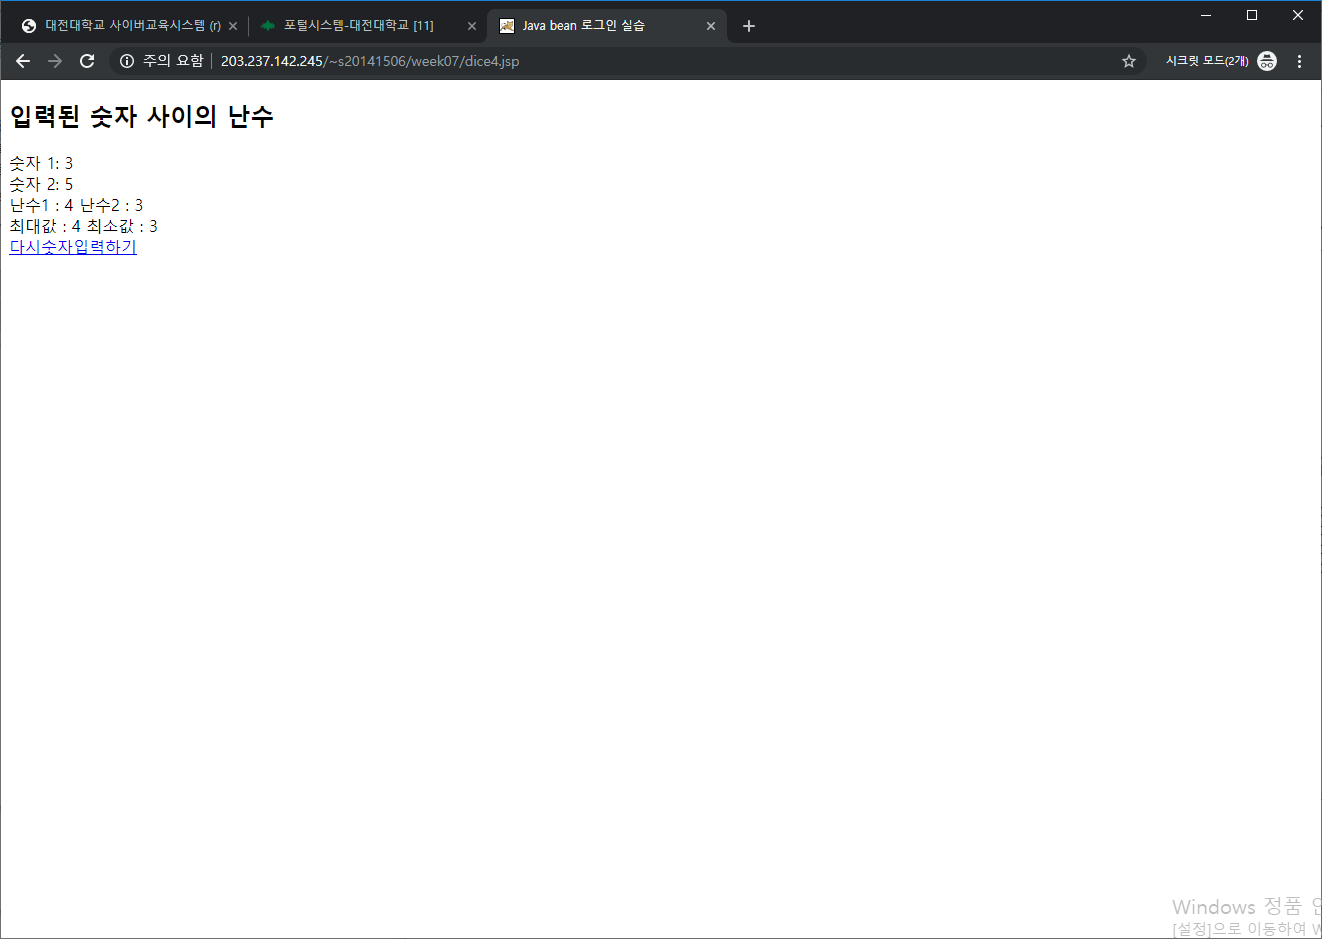 대전대학교 사이버교육시스템 (r)
포털시스템-대전대학교 [11]
Java bean 로그인 실습
주의 요함
203.237.142.245/~s20141506/week07/dice4.jsp
시크릿 모드(2개)
입력된 숫자 사이의 난수
숫자 1: 3
숫자 2: 5
난수1 : 4 난수2 : 3
최대값 : 4 최소값 : 3
다시숫자입력하기
Windows 정품
[설정]으로 이동하여 W